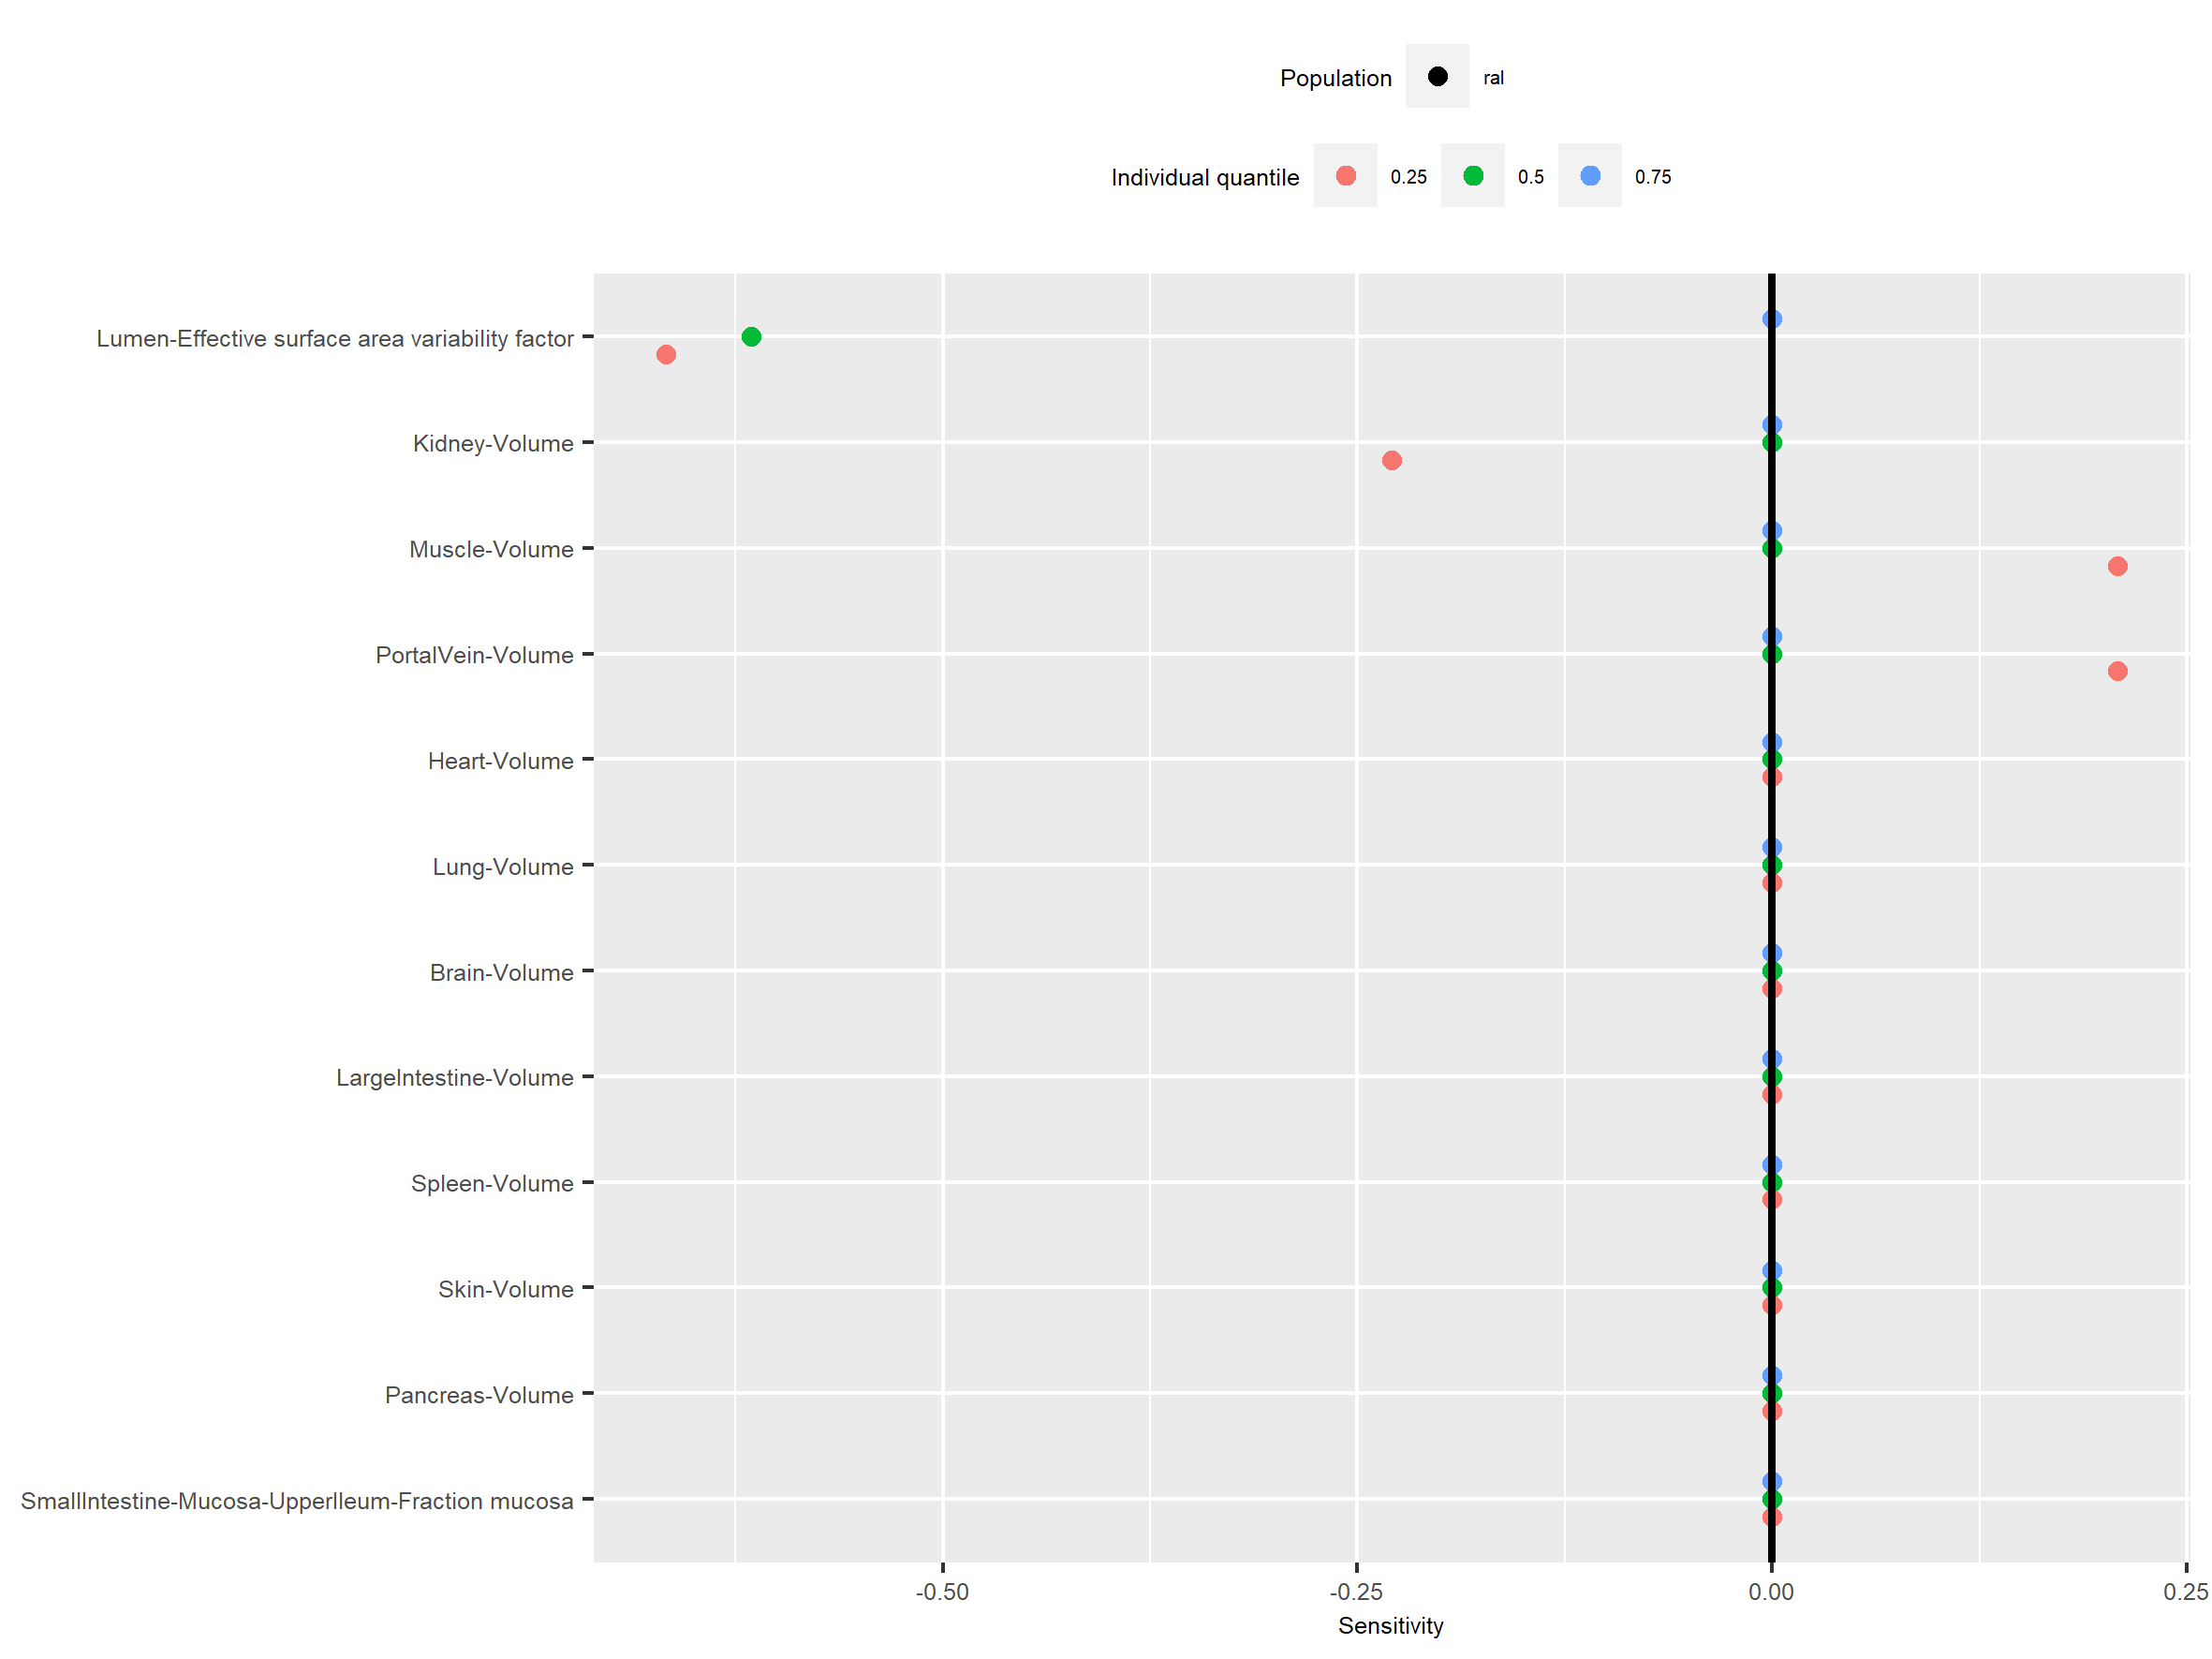 Population ral
Individual quantile 0.25 0.5 0.75
Lumen-Effective surface area variability factor
Kidney-Volume
Muscle-Volume
PortalVein-Volume
Heart-Volume
Lung-Volume
Brain-Volume
LargeIntestine-Volume
Spleen-Volume
Skin-Volume
Pancreas-Volume
SmallIntestine-Mucosa-UpperIleum-Fraction mucosa
-0.50 -0.25 0.00 0.25
Sensitivity